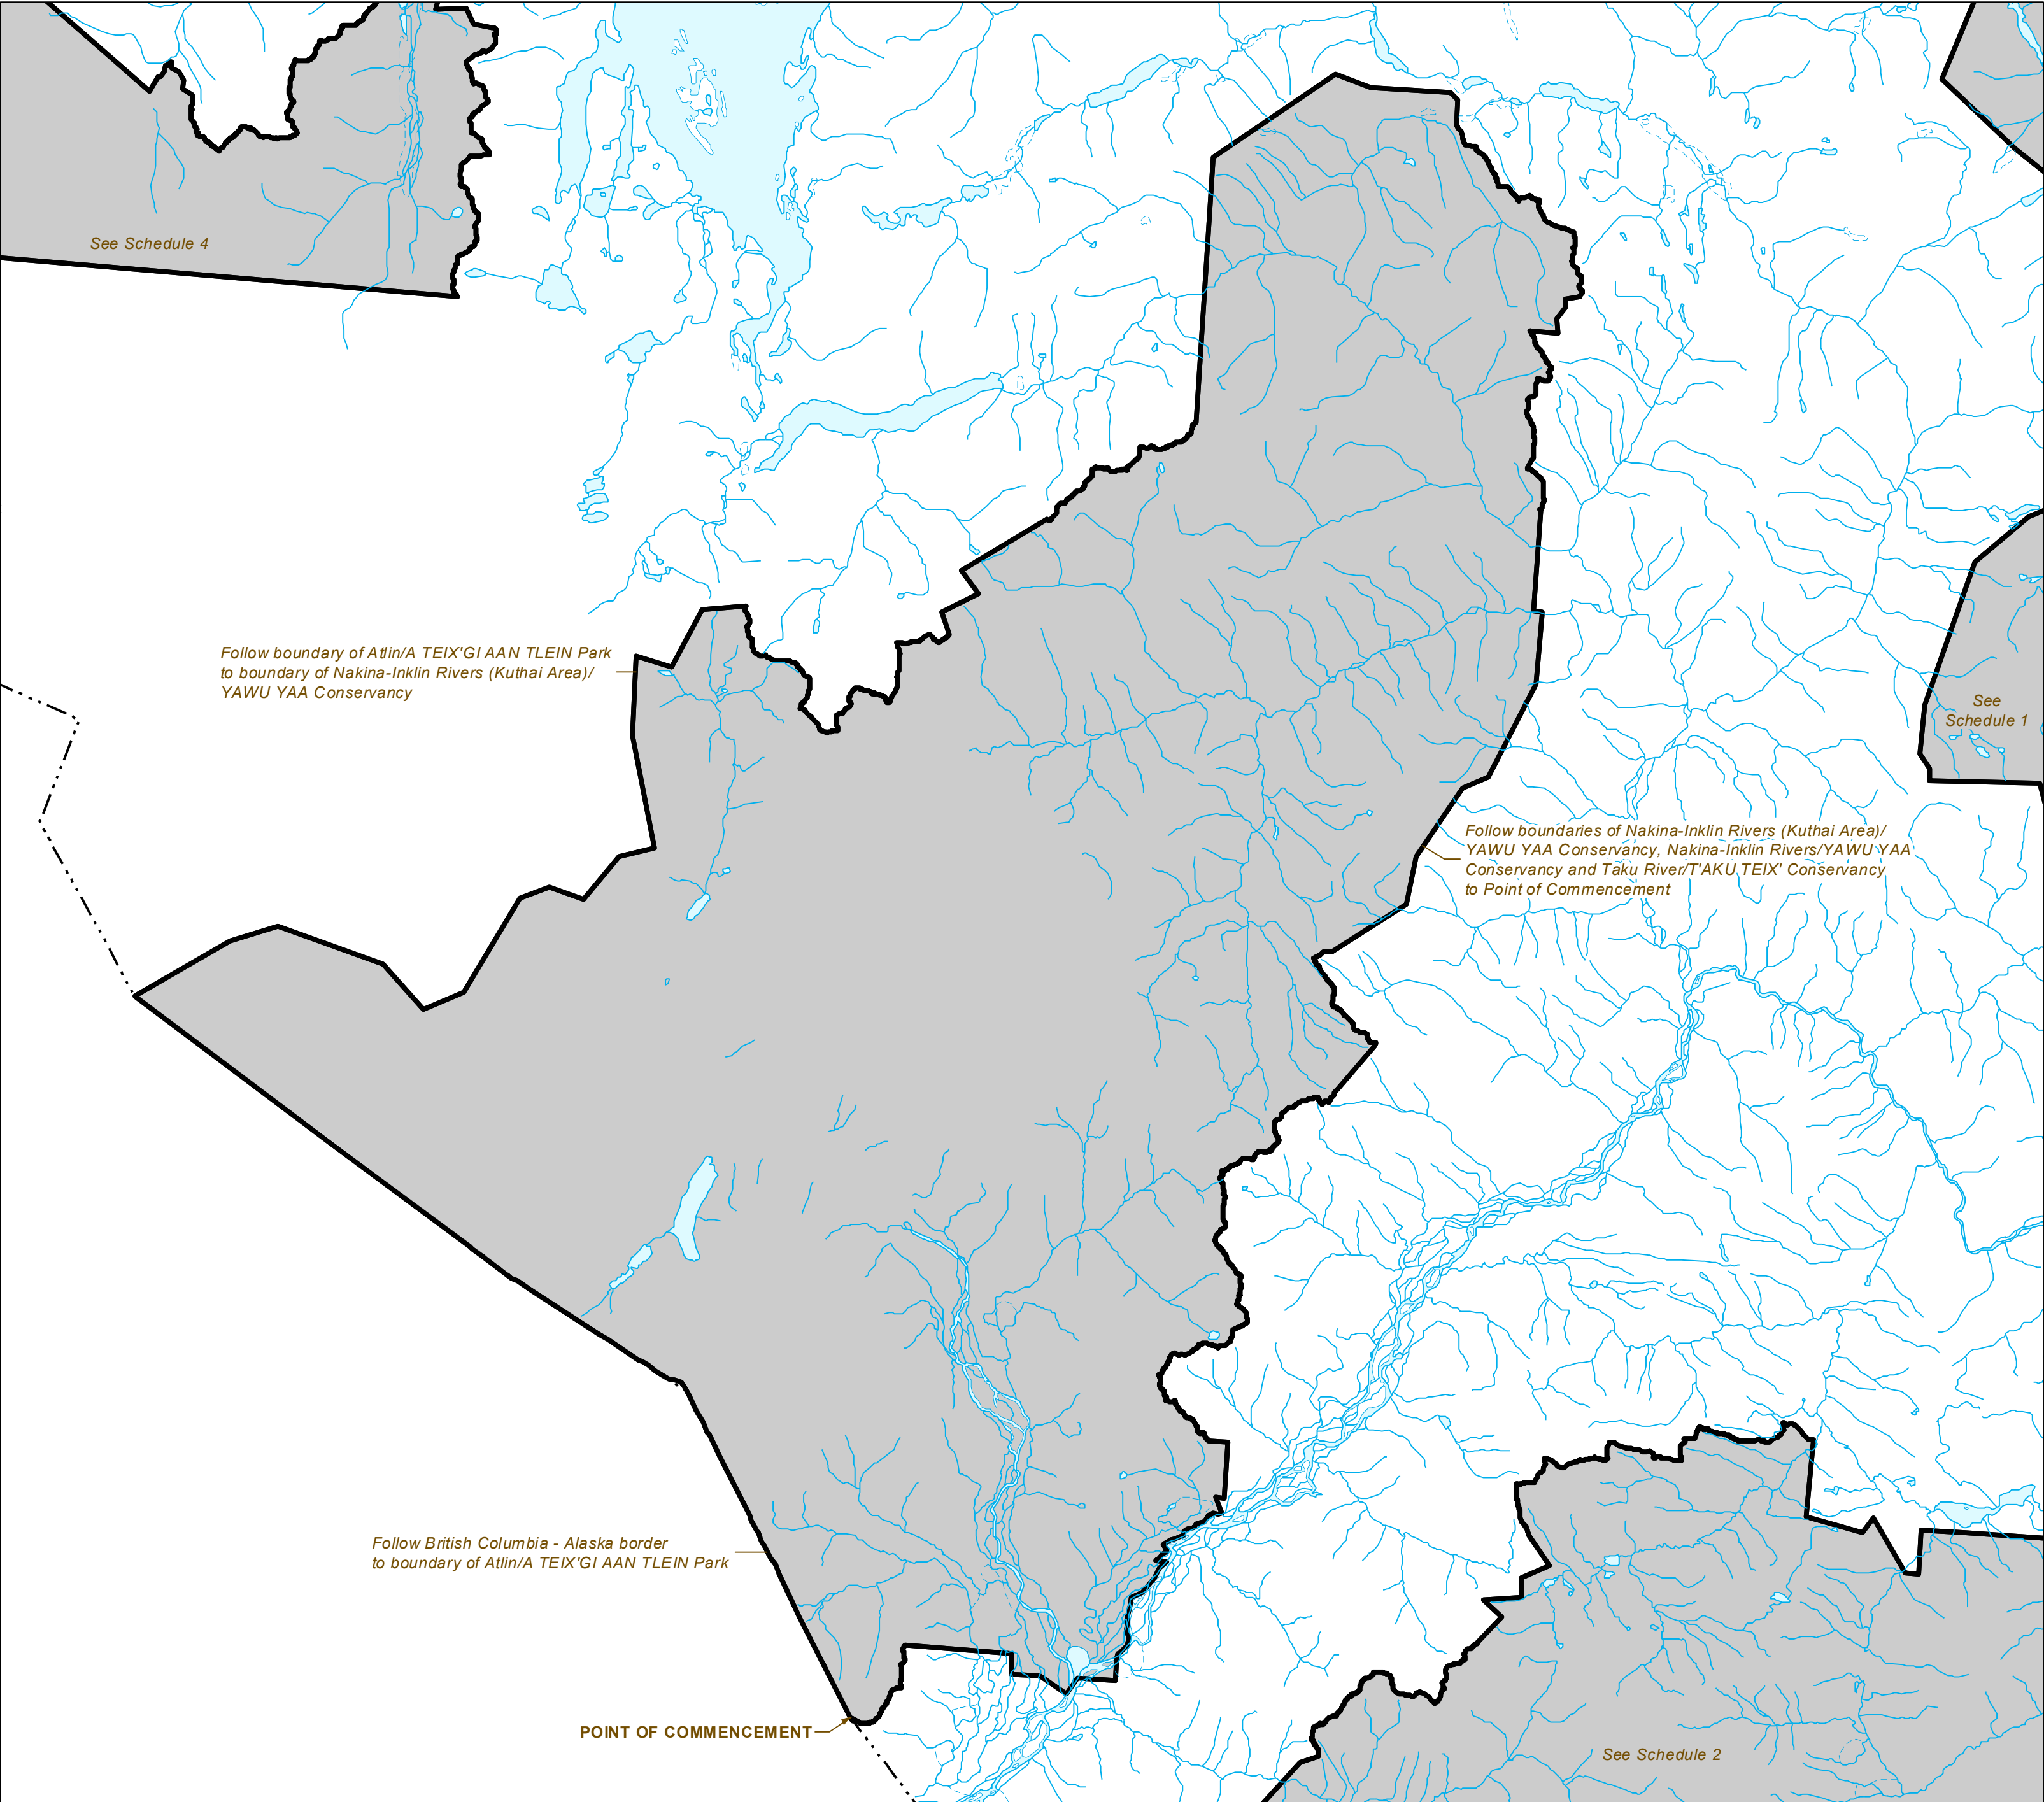 See Schedule 4
Follow boundary of Atlin/A TEIX'GI AAN TLEIN Park
to boundary of Nakina-Inklin Rivers (Kuthai Area)/
YAWU YAA Conservancy
See
Schedule 1
Follow boundaries of Nakina-Inklin Rivers (Kuthai Area)/
YAWU YAA Conservancy, Nakina-Inklin Rivers/YAWU YAA
Conservancy and Taku River/T'AKU TEIX' Conservancy
to Point of Commencement
Follow British Columbia - Alaska border
to boundary of Atlin/A TEIX'GI AAN TLEIN Park
POINT OF COMMENCEMENT
See Schedule 2